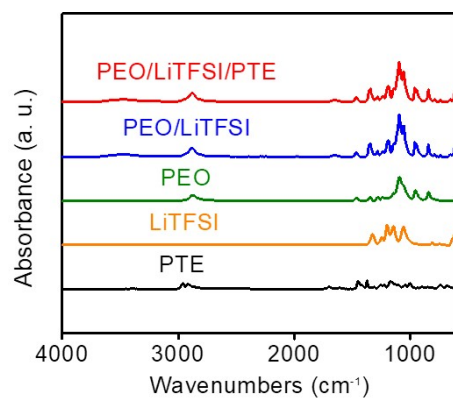 PEO/LiTFSI/PTE
PEO/LiTFSI
PEO
LiTFSI
PTE
Absorbance (a. u.)
4000 3000 2000 1000
Wavenumbers (cm⁻¹)